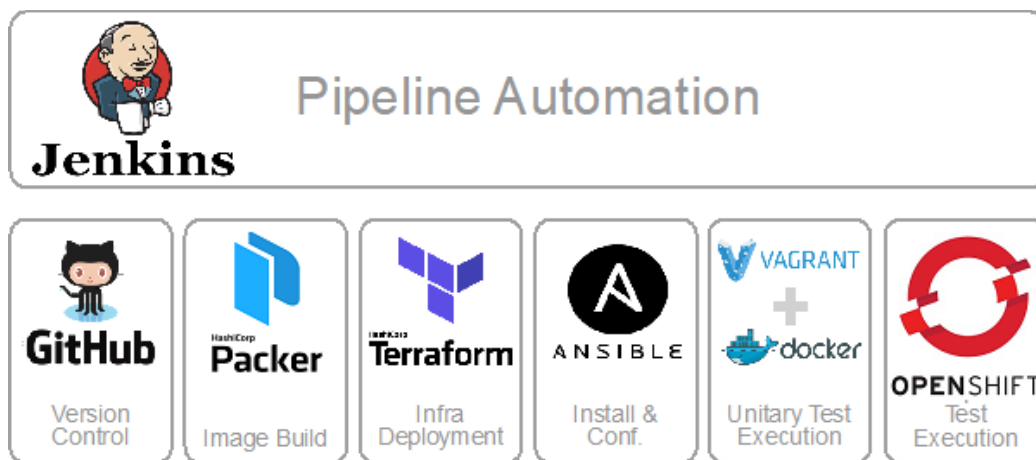 Jenkins
Pipeline Automation
GitHub
Version
Control
HashiCorp
Packer
Image Build
HashiCorp
Terraform
Infra
Deployment
ANSIBLE
Install &
Conf.
VAGRANT
+
docker
Unitary Test
Execution
OPENSHIFT
Test
Execution